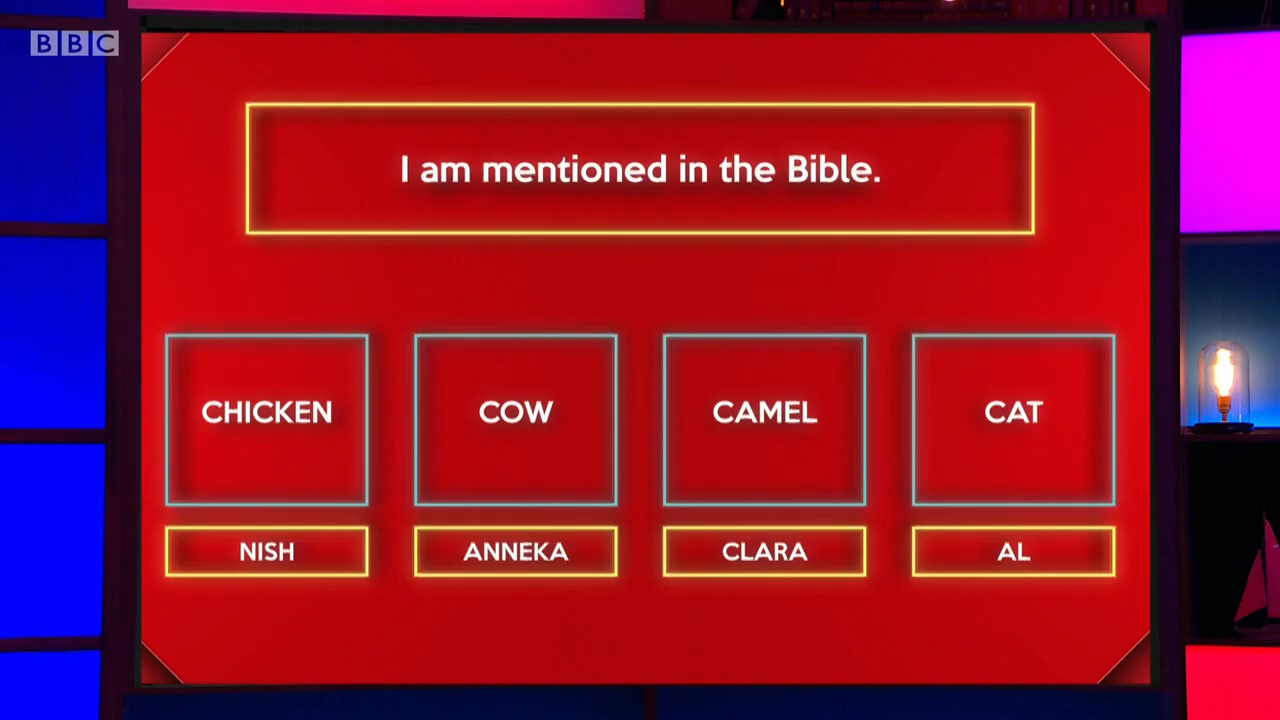 BBC
I am mentioned in the Bible.
CHICKEN
COW
CAMEL
CAT
NISH
ANNEKA
CLARA
AL